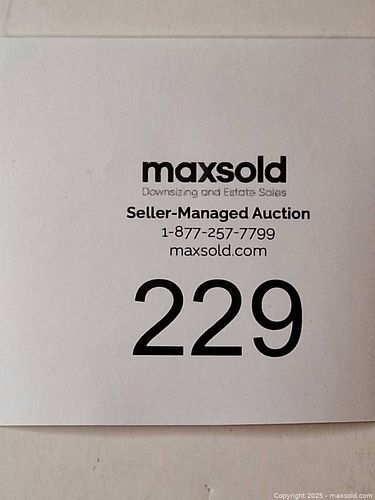 maxsold
Downsizing and Estate Sales
Seller-Managed Auction
1-877-257-7799
maxsold.com
229
Copyright 2025 - maxsold.com